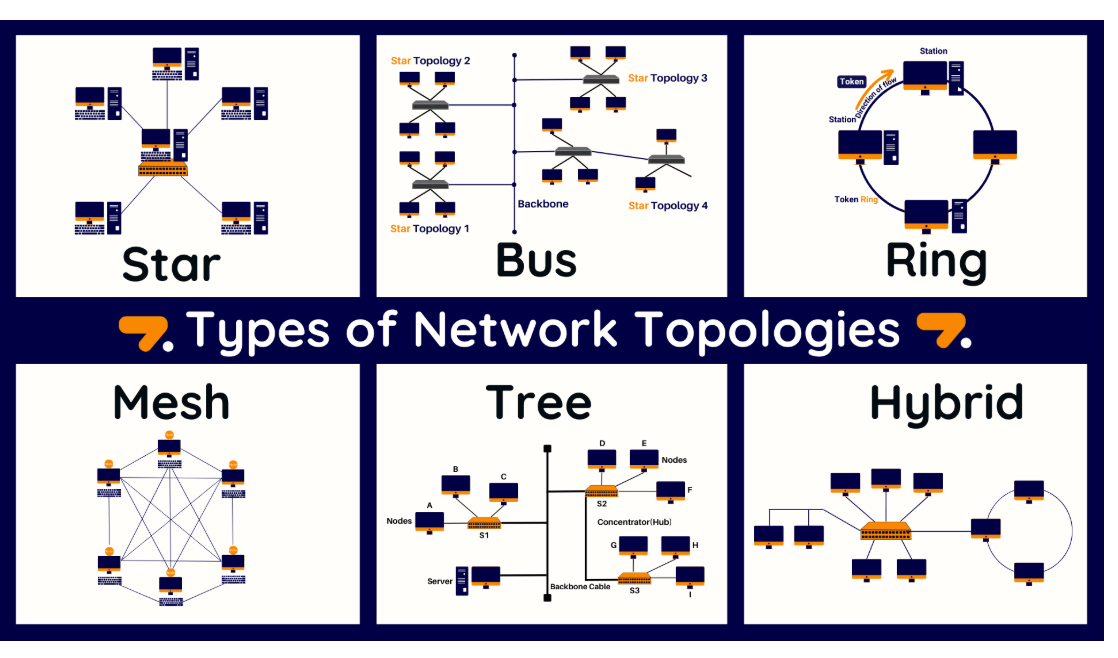 Star
Star Topology 2
Star Topology 3
Backbone
Star Topology 1
Star Topology 4
Bus
Station
Token
Direction of flow
Station
Token Ring
Ring
Types of Network Topologies
Mesh
Tree
D
E
Nodes
B
C
F
A
Nodes
S2
S1
Concentrator(Hub)
G
H
Server
Backbone Cable
S3
I
Hybrid